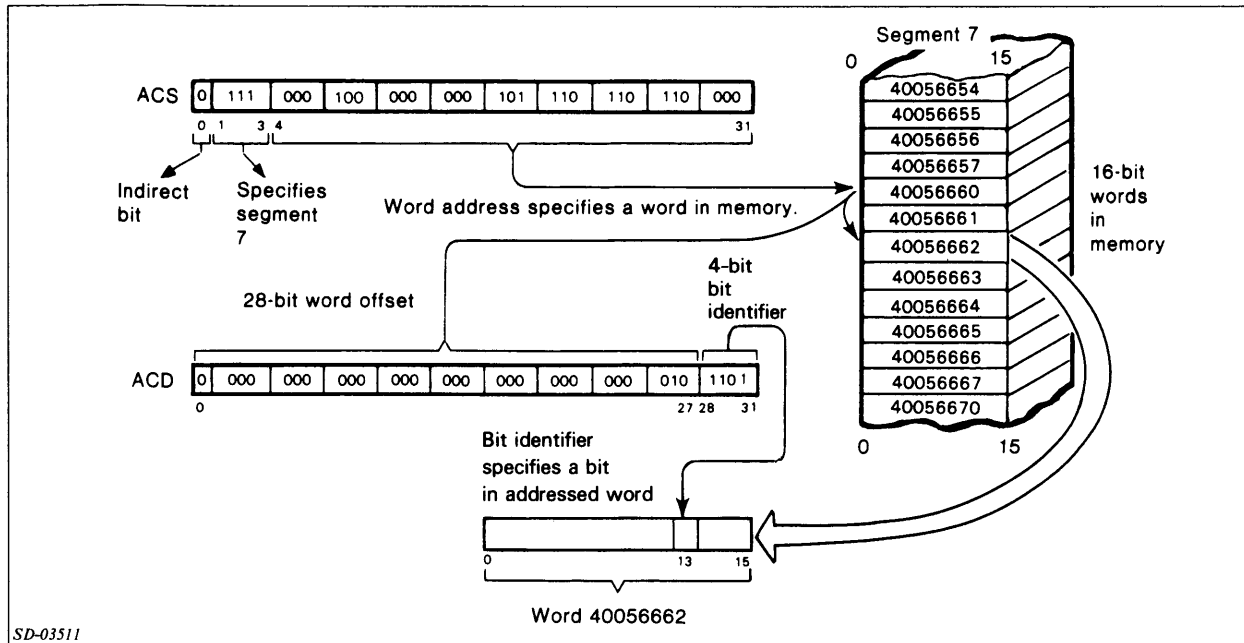 Segment 7
0 15
ACS 0 111 000 100 000 000 101 110 110 110 000
0 1 3 4 31
Indirect
bit
Specifies
segment
7
Word address specifies a word in memory.
40056654
40056655
40056656
40056657
40056660
40056661
40056662
40056663
40056664
40056665
40056666
40056667
40056670
0 15
16-bit
words
in
memory
28-bit word offset
4-bit
bit
identifier
ACD 0 000 000 000 000 000 000 000 000 010 1101
0 27 28 31
Bit identifier
specifies a bit
in addressed word
0 13 15
Word 40056662
SD-03511